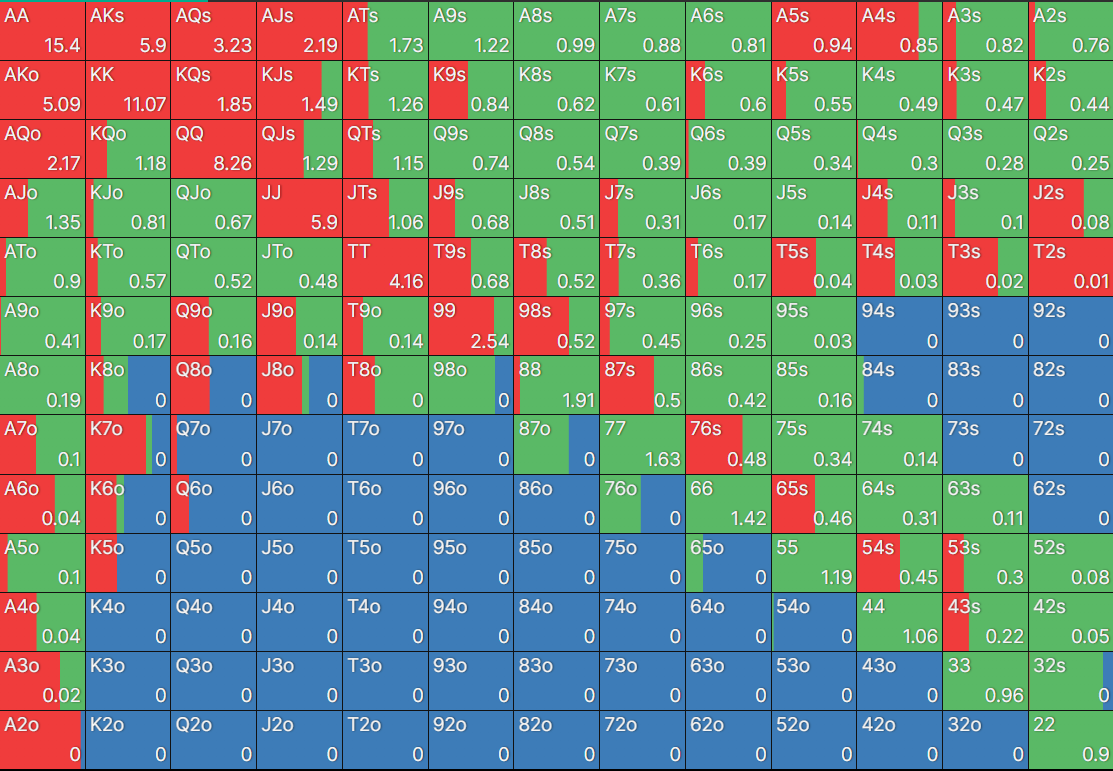 AA AKs AQs AJs ATs A9s A8s A7s A6s A5s A4s A3s A2s
15.4 5.9 3.23 2.19 1.73 1.22 0.99 0.88 0.81 0.94 0.85 0.82 0.76
AKo KK KQs KJs KTs K9s K8s K7s K6s K5s K4s K3s K2s
5.09 11.07 1.85 1.49 1.26 0.84 0.62 0.61 0.6 0.55 0.49 0.47 0.44
AQo KQo QQ QJs QTs Q9s Q8s Q7s Q6s Q5s Q4s Q3s Q2s
2.17 1.18 8.26 1.29 1.15 0.74 0.54 0.39 0.39 0.34 0.3 0.28 0.25
AJo KJo QJo JJ JTs J9s J8s J7s J6s J5s J4s J3s J2s
1.35 0.81 0.67 5.9 1.06 0.68 0.51 0.31 0.17 0.14 0.11 0.1 0.08
ATo KTo QTo JTo TT T9s T8s T7s T6s T5s T4s T3s T2s
0.9 0.57 0.52 0.48 4.16 0.68 0.52 0.36 0.17 0.04 0.03 0.02 0.01
A9o K9o Q9o J9o T9o 99 98s 97s 96s 95s 94s 93s 92s
0.41 0.17 0.16 0.14 0.14 2.54 0.52 0.45 0.25 0.03 0 0 0
A8o K8o Q8o J8o T8o 98o 88 87s 86s 85s 84s 83s 82s
0.19 0 0 0 0 0 1.91 0.5 0.42 0.16 0 0 0
A7o K7o Q7o J7o T7o 97o 87o 77 76s 75s 74s 73s 72s
0.1 0 0 0 0 0 0 1.63 0.48 0.34 0.14 0 0
A6o K6o Q6o J6o T6o 96o 86o 76o 66 65s 64s 63s 62s
0.04 0 0 0 0 0 0 0 1.42 0.46 0.31 0.11 0
A5o K5o Q5o J5o T5o 95o 85o 75o 65o 55 54s 53s 52s
0.1 0 0 0 0 0 0 0 0 1.19 0.45 0.3 0.08
A4o K4o Q4o J4o T4o 94o 84o 74o 64o 54o 44 43s 42s
0.04 0 0 0 0 0 0 0 0 0 1.06 0.22 0.05
A3o K3o Q3o J3o T3o 93o 83o 73o 63o 53o 43o 33 32s
0.02 0 0 0 0 0 0 0 0 0 0 0.96 0
A2o K2o Q2o J2o T2o 92o 82o 72o 62o 52o 42o 32o 22
0 0 0 0 0 0 0 0 0 0 0 0 0.9